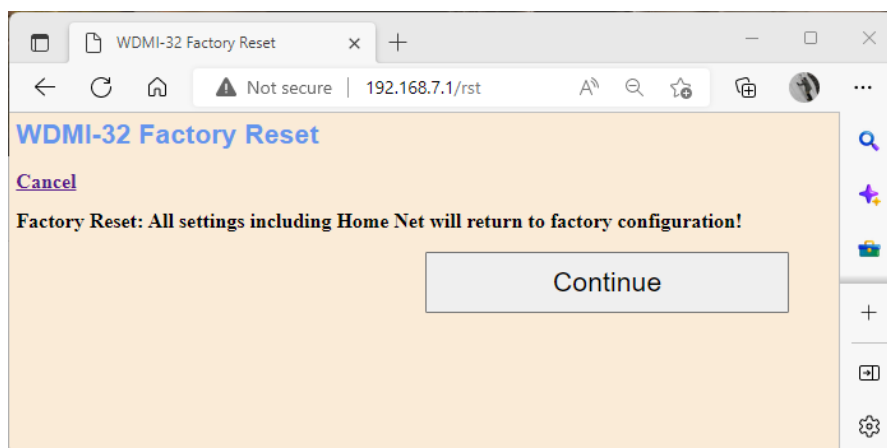 WDMI-32 Factory Reset
Not secure | 192.168.7.1/rst
WDMI-32 Factory Reset
Cancel
Factory Reset: All settings including Home Net will return to factory configuration!
Continue